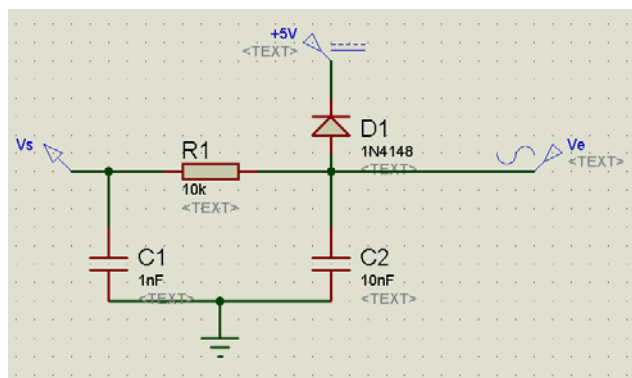 +5V
<TEXT>
D1
1N4148
<TEXT>
Vs
R1
10k
<TEXT>
Ve
<TEXT>
C1
1nF
<TEXT>
C2
10nF
<TEXT>